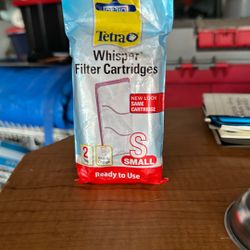 Tetra
Whisper
Filter Cartridges
NEW LOOK
SAME
CARTRIDGE
S
SMALL
2
Ready to Use